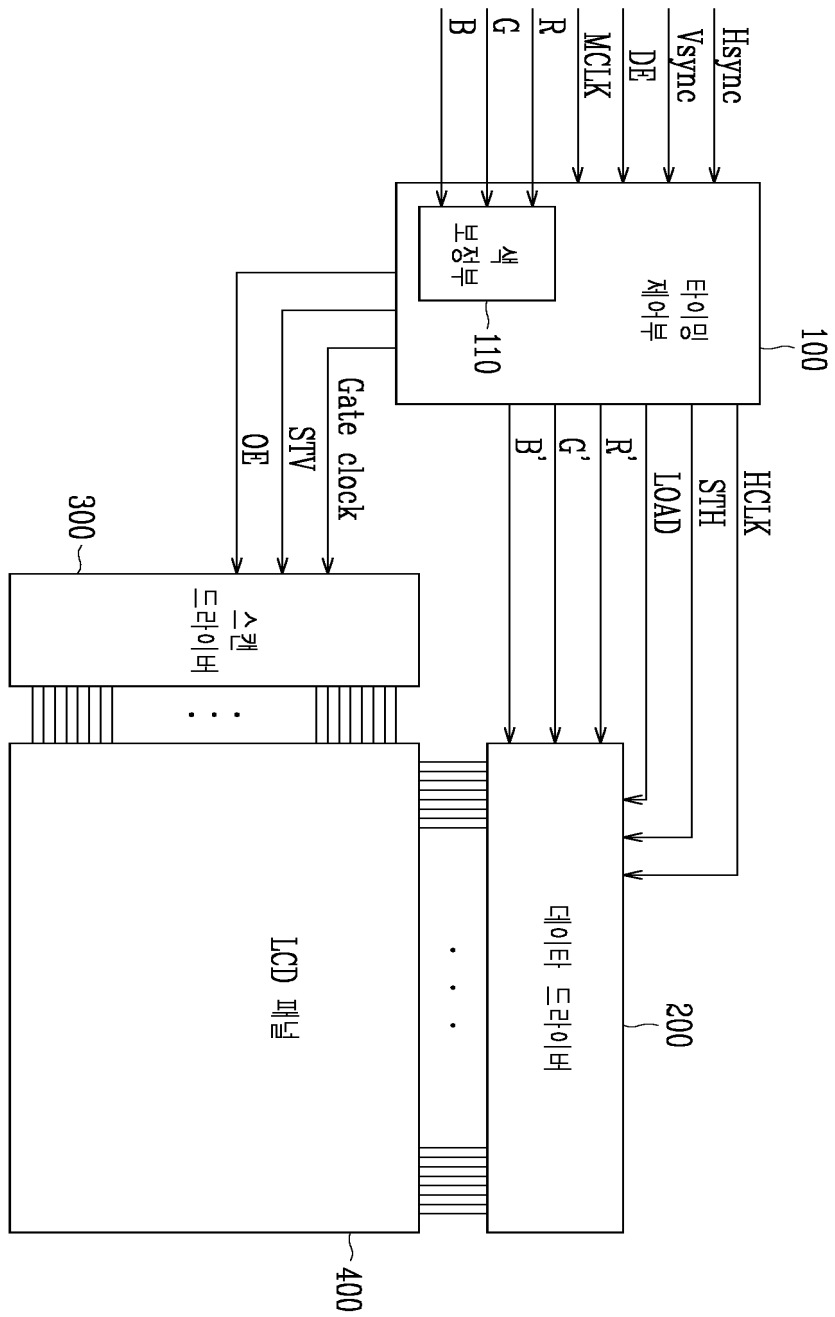 100
HCLK
Hsync
STH
Vsync
타이밍
제어부
200
LOAD
DE
R'
MCLK
G'
데이타 드라이버
R
B'
G
색
보정부
110
B
Gate clock
STV
OE
스캔
드라이버
LCD 패널
300
400